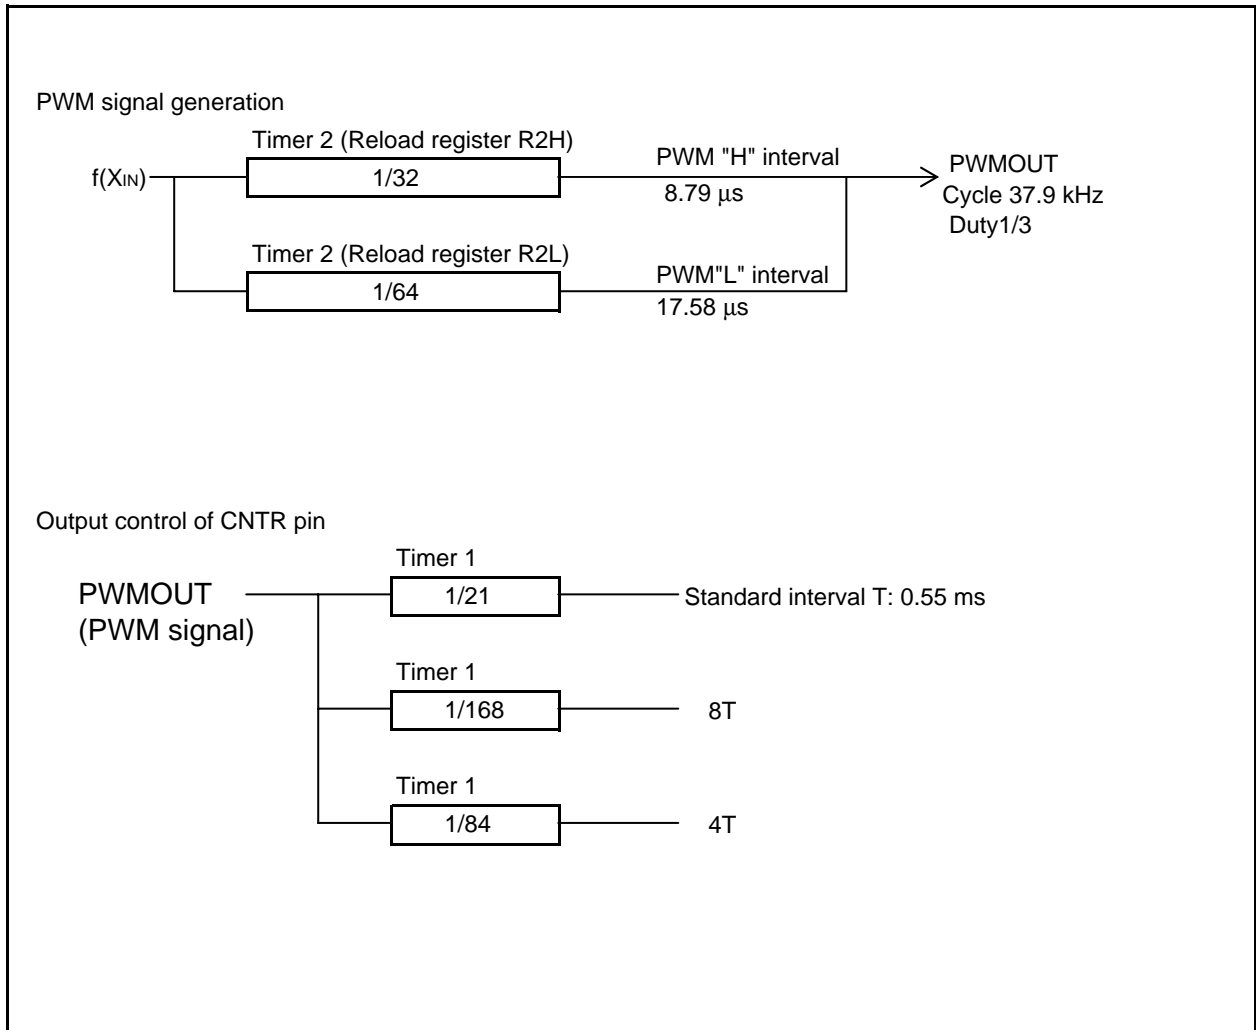 PWM signal generation
Timer 2 (Reload register R2H)
f(XIN)
1/32
PWM "H" interval
8.79 μs
PWMOUT
Cycle 37.9 kHz
Duty1/3
Timer 2 (Reload register R2L)
1/64
PWM"L" interval
17.58 μs
Output control of CNTR pin
PWMOUT
(PWM signal)
Timer 1
1/21
Standard interval T: 0.55 ms
Timer 1
1/168
8T
Timer 1
1/84
4T